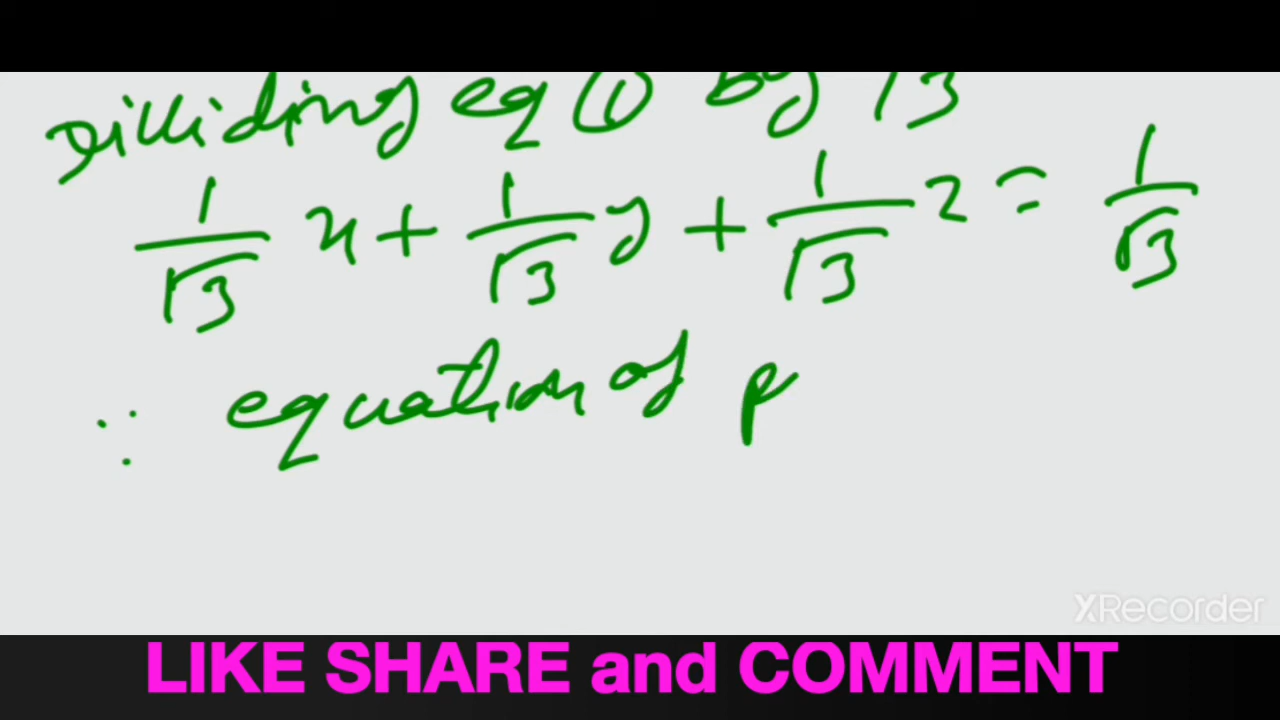 Dividing eq ① by √3
1/√3 x + 1/√3 y + 1/√3 z = 1/√3
∴ equation of p
XRecorder
LIKE SHARE and COMMENT